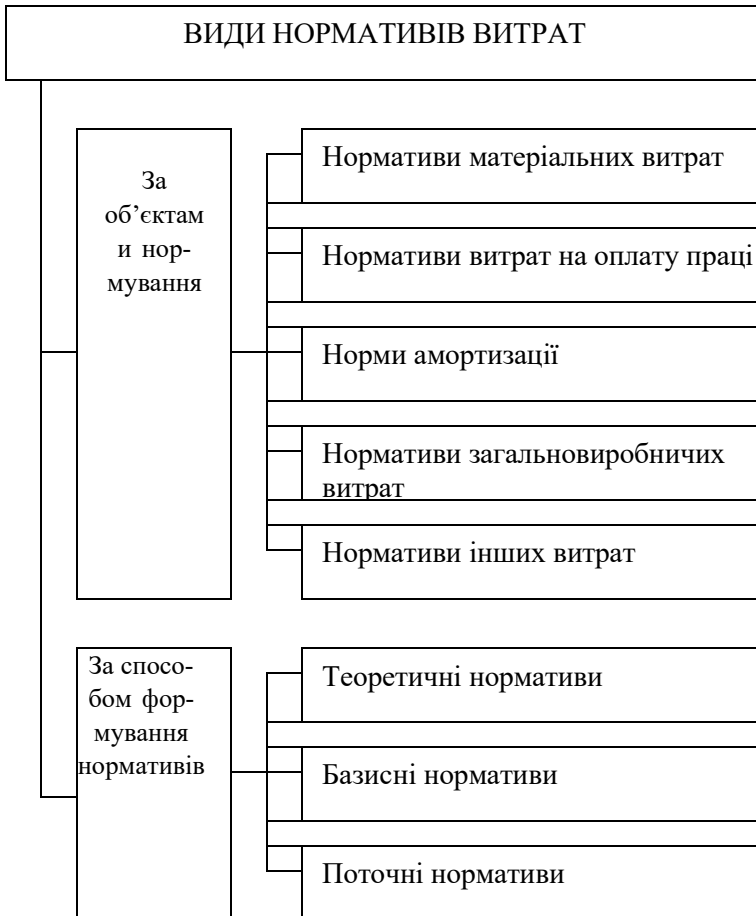 ВИДИ НОРМАТИВІВ ВИТРАТ
За
об’єктам
и нор-
мування
Нормативи матеріальних витрат
Нормативи витрат на оплату праці
Норми амортизації
Нормативи загальновиробничих
витрат
Нормативи інших витрат
За спосо-
бом фор-
мування
нормативів
Теоретичні нормативи
Базисні нормативи
Поточні нормативи